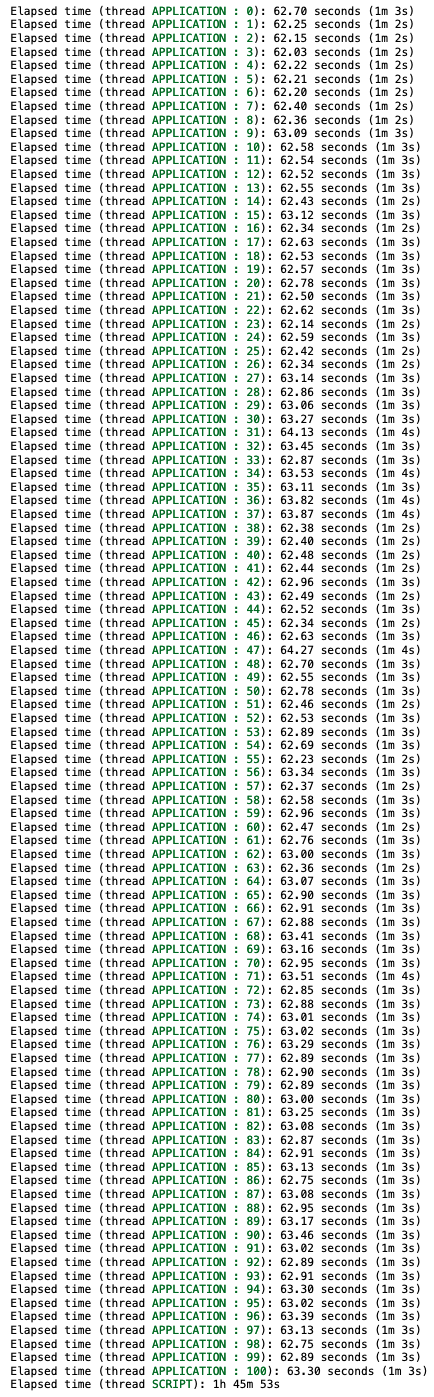 Elapsed time (thread APPLICATION : 0): 62.70 seconds (1m 3s)
Elapsed time (thread APPLICATION : 1): 62.25 seconds (1m 2s)
Elapsed time (thread APPLICATION : 2): 62.15 seconds (1m 2s)
Elapsed time (thread APPLICATION : 3): 62.03 seconds (1m 2s)
Elapsed time (thread APPLICATION : 4): 62.22 seconds (1m 2s)
Elapsed time (thread APPLICATION : 5): 62.21 seconds (1m 2s)
Elapsed time (thread APPLICATION : 6): 62.20 seconds (1m 2s)
Elapsed time (thread APPLICATION : 7): 62.40 seconds (1m 2s)
Elapsed time (thread APPLICATION : 8): 62.36 seconds (1m 2s)
Elapsed time (thread APPLICATION : 9): 63.09 seconds (1m 3s)
Elapsed time (thread APPLICATION : 10): 62.58 seconds (1m 3s)
Elapsed time (thread APPLICATION : 11): 62.54 seconds (1m 3s)
Elapsed time (thread APPLICATION : 12): 62.52 seconds (1m 3s)
Elapsed time (thread APPLICATION : 13): 62.55 seconds (1m 3s)
Elapsed time (thread APPLICATION : 14): 62.43 seconds (1m 2s)
Elapsed time (thread APPLICATION : 15): 63.12 seconds (1m 3s)
Elapsed time (thread APPLICATION : 16): 62.34 seconds (1m 2s)
Elapsed time (thread APPLICATION : 17): 62.63 seconds (1m 3s)
Elapsed time (thread APPLICATION : 18): 62.53 seconds (1m 3s)
Elapsed time (thread APPLICATION : 19): 62.57 seconds (1m 3s)
Elapsed time (thread APPLICATION : 20): 62.78 seconds (1m 3s)
Elapsed time (thread APPLICATION : 21): 62.50 seconds (1m 3s)
Elapsed time (thread APPLICATION : 22): 62.62 seconds (1m 3s)
Elapsed time (thread APPLICATION : 23): 62.14 seconds (1m 2s)
Elapsed time (thread APPLICATION : 24): 62.59 seconds (1m 3s)
Elapsed time (thread APPLICATION : 25): 62.42 seconds (1m 2s)
Elapsed time (thread APPLICATION : 26): 62.34 seconds (1m 2s)
Elapsed time (thread APPLICATION : 27): 63.14 seconds (1m 3s)
Elapsed time (thread APPLICATION : 28): 62.86 seconds (1m 3s)
Elapsed time (thread APPLICATION : 29): 63.06 seconds (1m 3s)
Elapsed time (thread APPLICATION : 30): 63.27 seconds (1m 3s)
Elapsed time (thread APPLICATION : 31): 64.13 seconds (1m 4s)
Elapsed time (thread APPLICATION : 32): 63.45 seconds (1m 3s)
Elapsed time (thread APPLICATION : 33): 62.87 seconds (1m 3s)
Elapsed time (thread APPLICATION : 34): 63.53 seconds (1m 4s)
Elapsed time (thread APPLICATION : 35): 63.11 seconds (1m 3s)
Elapsed time (thread APPLICATION : 36): 63.82 seconds (1m 4s)
Elapsed time (thread APPLICATION : 37): 63.87 seconds (1m 4s)
Elapsed time (thread APPLICATION : 38): 62.38 seconds (1m 2s)
Elapsed time (thread APPLICATION : 39): 62.40 seconds (1m 2s)
Elapsed time (thread APPLICATION : 40): 62.48 seconds (1m 2s)
Elapsed time (thread APPLICATION : 41): 62.44 seconds (1m 2s)
Elapsed time (thread APPLICATION : 42): 62.96 seconds (1m 3s)
Elapsed time (thread APPLICATION : 43): 62.49 seconds (1m 2s)
Elapsed time (thread APPLICATION : 44): 62.52 seconds (1m 3s)
Elapsed time (thread APPLICATION : 45): 62.34 seconds (1m 2s)
Elapsed time (thread APPLICATION : 46): 62.63 seconds (1m 3s)
Elapsed time (thread APPLICATION : 47): 64.27 seconds (1m 4s)
Elapsed time (thread APPLICATION : 48): 62.70 seconds (1m 3s)
Elapsed time (thread APPLICATION : 49): 62.55 seconds (1m 3s)
Elapsed time (thread APPLICATION : 50): 62.78 seconds (1m 3s)
Elapsed time (thread APPLICATION : 51): 62.46 seconds (1m 2s)
Elapsed time (thread APPLICATION : 52): 62.53 seconds (1m 3s)
Elapsed time (thread APPLICATION : 53): 62.89 seconds (1m 3s)
Elapsed time (thread APPLICATION : 54): 62.69 seconds (1m 3s)
Elapsed time (thread APPLICATION : 55): 62.23 seconds (1m 2s)
Elapsed time (thread APPLICATION : 56): 63.34 seconds (1m 3s)
Elapsed time (thread APPLICATION : 57): 62.37 seconds (1m 2s)
Elapsed time (thread APPLICATION : 58): 62.58 seconds (1m 3s)
Elapsed time (thread APPLICATION : 59): 62.96 seconds (1m 3s)
Elapsed time (thread APPLICATION : 60): 62.47 seconds (1m 2s)
Elapsed time (thread APPLICATION : 61): 62.76 seconds (1m 3s)
Elapsed time (thread APPLICATION : 62): 63.00 seconds (1m 3s)
Elapsed time (thread APPLICATION : 63): 62.36 seconds (1m 2s)
Elapsed time (thread APPLICATION : 64): 63.07 seconds (1m 3s)
Elapsed time (thread APPLICATION : 65): 62.90 seconds (1m 3s)
Elapsed time (thread APPLICATION : 66): 62.91 seconds (1m 3s)
Elapsed time (thread APPLICATION : 67): 62.88 seconds (1m 3s)
Elapsed time (thread APPLICATION : 68): 63.41 seconds (1m 3s)
Elapsed time (thread APPLICATION : 69): 63.16 seconds (1m 3s)
Elapsed time (thread APPLICATION : 70): 62.95 seconds (1m 3s)
Elapsed time (thread APPLICATION : 71): 63.51 seconds (1m 4s)
Elapsed time (thread APPLICATION : 72): 62.85 seconds (1m 3s)
Elapsed time (thread APPLICATION : 73): 62.88 seconds (1m 3s)
Elapsed time (thread APPLICATION : 74): 63.01 seconds (1m 3s)
Elapsed time (thread APPLICATION : 75): 63.02 seconds (1m 3s)
Elapsed time (thread APPLICATION : 76): 63.29 seconds (1m 3s)
Elapsed time (thread APPLICATION : 77): 62.89 seconds (1m 3s)
Elapsed time (thread APPLICATION : 78): 62.90 seconds (1m 3s)
Elapsed time (thread APPLICATION : 79): 62.89 seconds (1m 3s)
Elapsed time (thread APPLICATION : 80): 63.00 seconds (1m 3s)
Elapsed time (thread APPLICATION : 81): 63.25 seconds (1m 3s)
Elapsed time (thread APPLICATION : 82): 63.08 seconds (1m 3s)
Elapsed time (thread APPLICATION : 83): 62.87 seconds (1m 3s)
Elapsed time (thread APPLICATION : 84): 62.91 seconds (1m 3s)
Elapsed time (thread APPLICATION : 85): 63.13 seconds (1m 3s)
Elapsed time (thread APPLICATION : 86): 62.75 seconds (1m 3s)
Elapsed time (thread APPLICATION : 87): 63.08 seconds (1m 3s)
Elapsed time (thread APPLICATION : 88): 62.95 seconds (1m 3s)
Elapsed time (thread APPLICATION : 89): 63.17 seconds (1m 3s)
Elapsed time (thread APPLICATION : 90): 63.46 seconds (1m 3s)
Elapsed time (thread APPLICATION : 91): 63.02 seconds (1m 3s)
Elapsed time (thread APPLICATION : 92): 62.89 seconds (1m 3s)
Elapsed time (thread APPLICATION : 93): 62.91 seconds (1m 3s)
Elapsed time (thread APPLICATION : 94): 63.30 seconds (1m 3s)
Elapsed time (thread APPLICATION : 95): 63.02 seconds (1m 3s)
Elapsed time (thread APPLICATION : 96): 63.39 seconds (1m 3s)
Elapsed time (thread APPLICATION : 97): 63.13 seconds (1m 3s)
Elapsed time (thread APPLICATION : 98): 62.75 seconds (1m 3s)
Elapsed time (thread APPLICATION : 99): 62.89 seconds (1m 3s)
Elapsed time (thread APPLICATION : 100): 63.30 seconds (1m 3s)
Elapsed time (thread SCRIPT): 1h 45m 53s